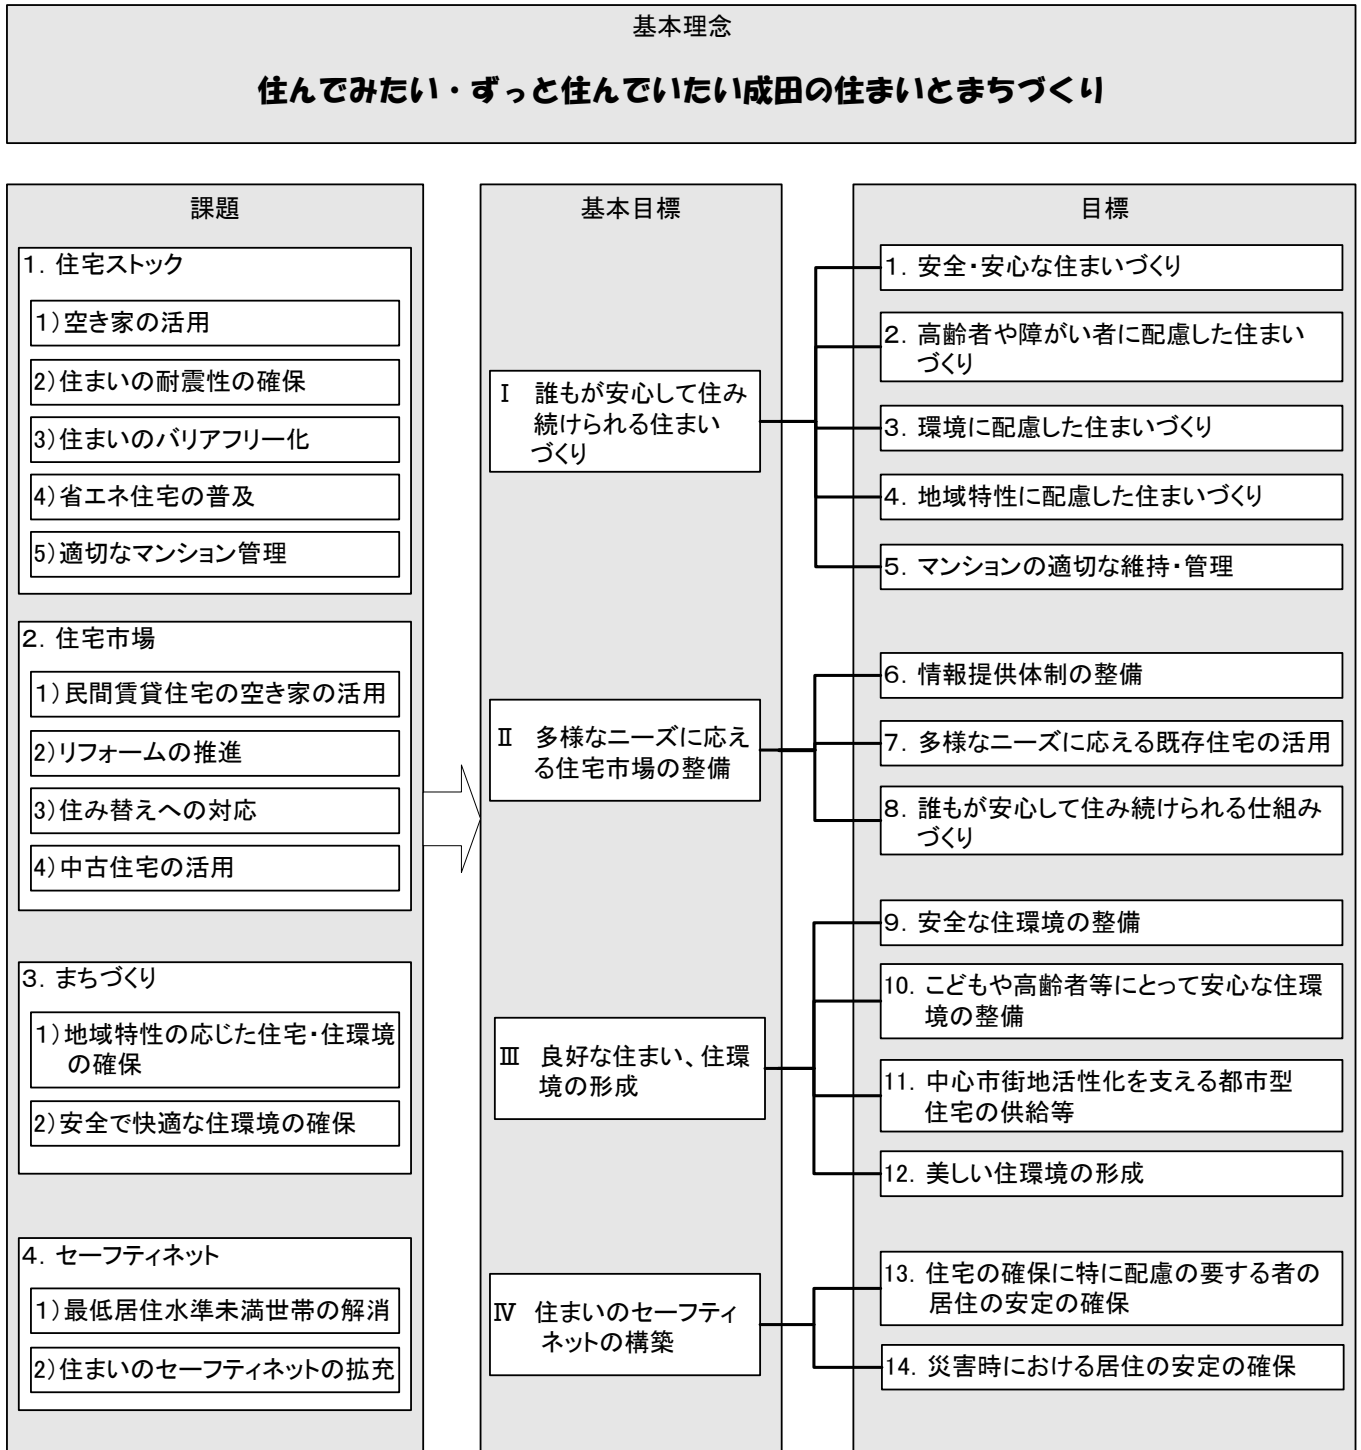 基本理念
住んでみたい・ずっと住んでいたい成田の住まいとまちづくり
課題
1．住宅ストック
1）空き家の活用
2）住まいの耐震性の確保
3）住まいのバリアフリー化
4）省エネ住宅の普及
5）適切なマンション管理
2．住宅市場
1）民間賃貸住宅の空き家の活用
2）リフォームの推進
3）住み替えへの対応
4）中古住宅の活用
3．まちづくり
1）地域特性の応じた住宅・住環境
の確保
2）安全で快適な住環境の確保
4．セーフティネット
1）最低居住水準未満世帯の解消
2）住まいのセーフティネットの拡充
基本目標
Ⅰ　誰もが安心して住み
続けられる住まい
づくり
Ⅱ　多様なニーズに応え
る住宅市場の整備
Ⅲ　良好な住まい、住環
境の形成
Ⅳ　住まいのセーフティ
ネットの構築
目標
1．安全・安心な住まいづくり
2．高齢者や障がい者に配慮した住まい
づくり
3．環境に配慮した住まいづくり
4．地域特性に配慮した住まいづくり
5．マンションの適切な維持・管理
6．情報提供体制の整備
7．多様なニーズに応える既存住宅の活用
8．誰もが安心して住み続けられる仕組み
づくり
9．安全な住環境の整備
10．こどもや高齢者等にとって安心な住環
境の整備
11．中心市街地活性化を支える都市型
住宅の供給等
12．美しい住環境の形成
13．住宅の確保に特に配慮の要する者の
居住の安定の確保
14．災害時における居住の安定の確保